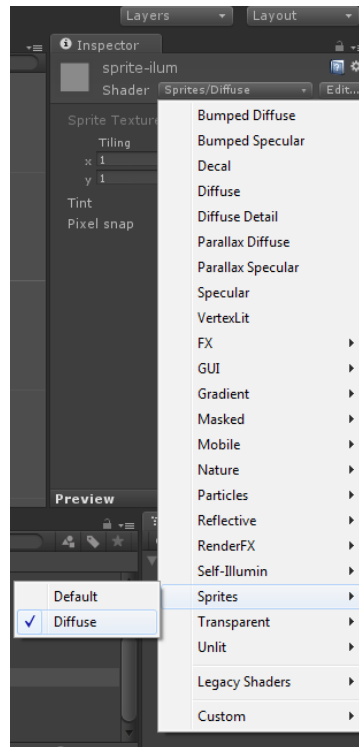 Layers Layout
Inspector
sprite-ilum
Shader Sprites/Diffuse Edit...
Sprite Texture
Tiling
x 1
y 1
Tint
Pixel snap
Bumped Diffuse
Bumped Specular
Decal
Diffuse
Diffuse Detail
Parallax Diffuse
Parallax Specular
Specular
VertexLit
FX
GUI
Gradient
Masked
Mobile
Nature
Particles
Reflective
RenderFX
Self-Illumin
Sprites
Transparent
Unlit
Legacy Shaders
Custom
Preview
Default
Diffuse